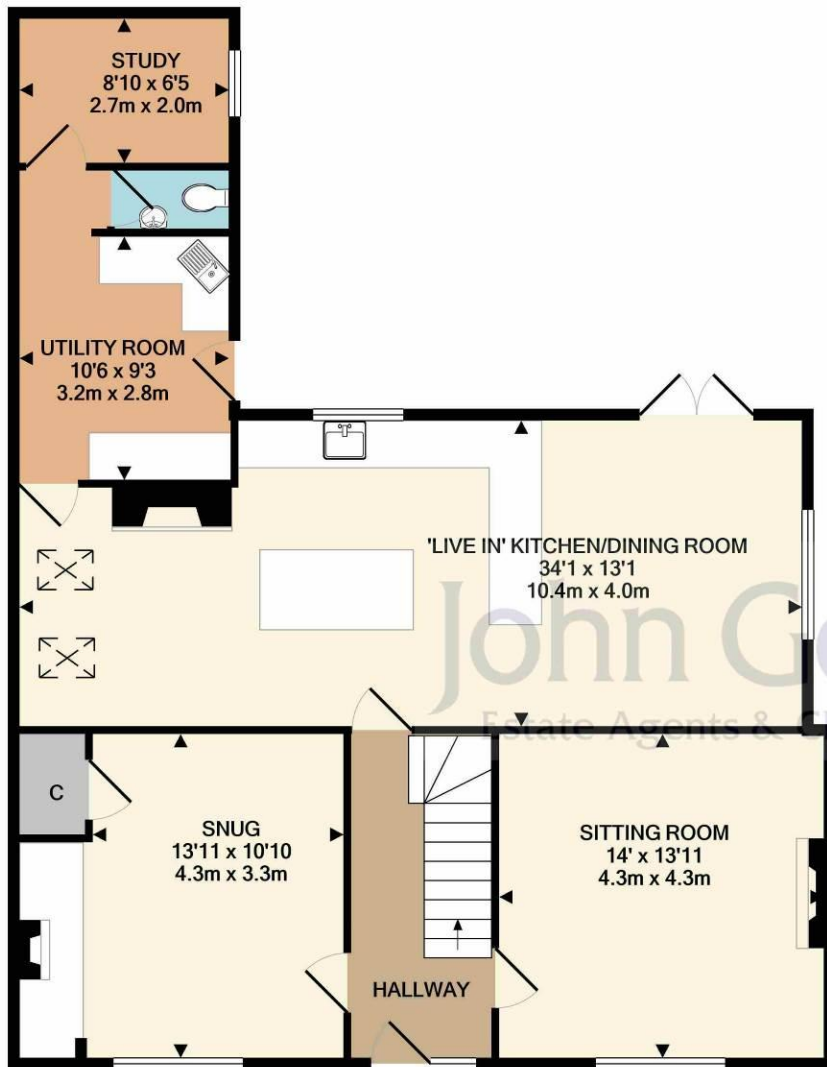 STUDY
8'10 x 6'5
2.7m x 2.0m
UTILITY ROOM
10'6 x 9'3
3.2m x 2.8m
'LIVE IN' KITCHEN/DINING ROOM
34'1 x 13'1
10.4m x 4.0m
John
Estate Agents &
C
SNUG
13'11 x 10'10
4.3m x 3.3m
SITTING ROOM
14' x 13'11
4.3m x 4.3m
HALLWAY